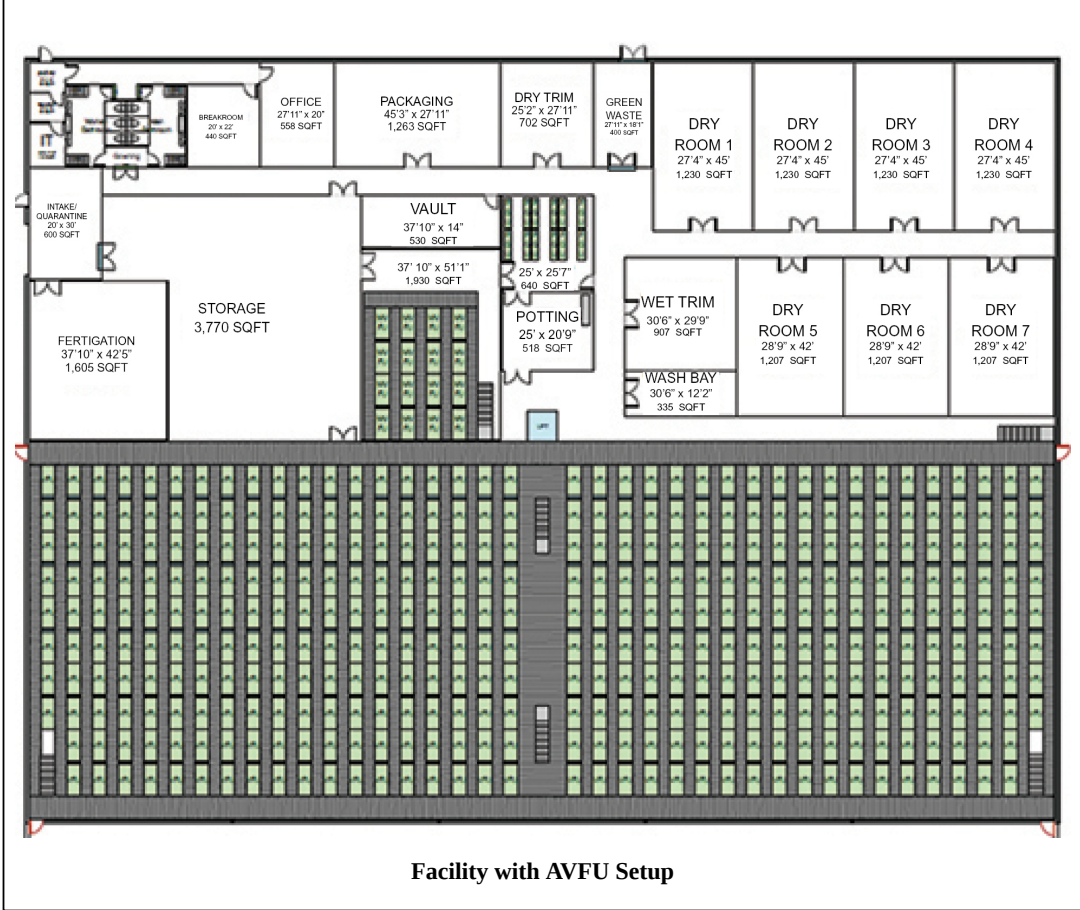 BREAKROOM
20' x 22'
440 SQFT
OFFICE
27'11" x 20"
558 SQFT
PACKAGING
45'3" x 27'11"
1,263 SQFT
DRY TRIM
25'2" x 27'11"
702 SQFT
GREEN
WASTE
27'11" x 18'1"
400 SQFT
DRY
ROOM 1
27'4" x 45'
1,230 SQFT
DRY
ROOM 2
27'4" x 45'
1,230 SQFT
DRY
ROOM 3
27'4" x 45'
1,230 SQFT
DRY
ROOM 4
27'4" x 45'
1,230 SQFT
IT
INTAKE/
QUARANTINE
20' x 30'
600 SQFT
STORAGE
3,770 SQFT
FERTIGATION
37'10" x 42'5"
1,605 SQFT
VAULT
37'10" x 14"
530 SQFT
37' 10" x 51'1"
1,930 SQFT
25' x 25'7"
640 SQFT
POTTING
25' x 20'9"
518 SQFT
LIFT
WET TRIM
30'6" x 29'9"
907 SQFT
WASH BAY
30'6" x 12'2"
335 SQFT
DRY
ROOM 5
28'9" x 42'
1,207 SQFT
DRY
ROOM 6
28'9" x 42'
1,207 SQFT
DRY
ROOM 7
28'9" x 42'
1,207 SQFT
Facility with AVFU Setup